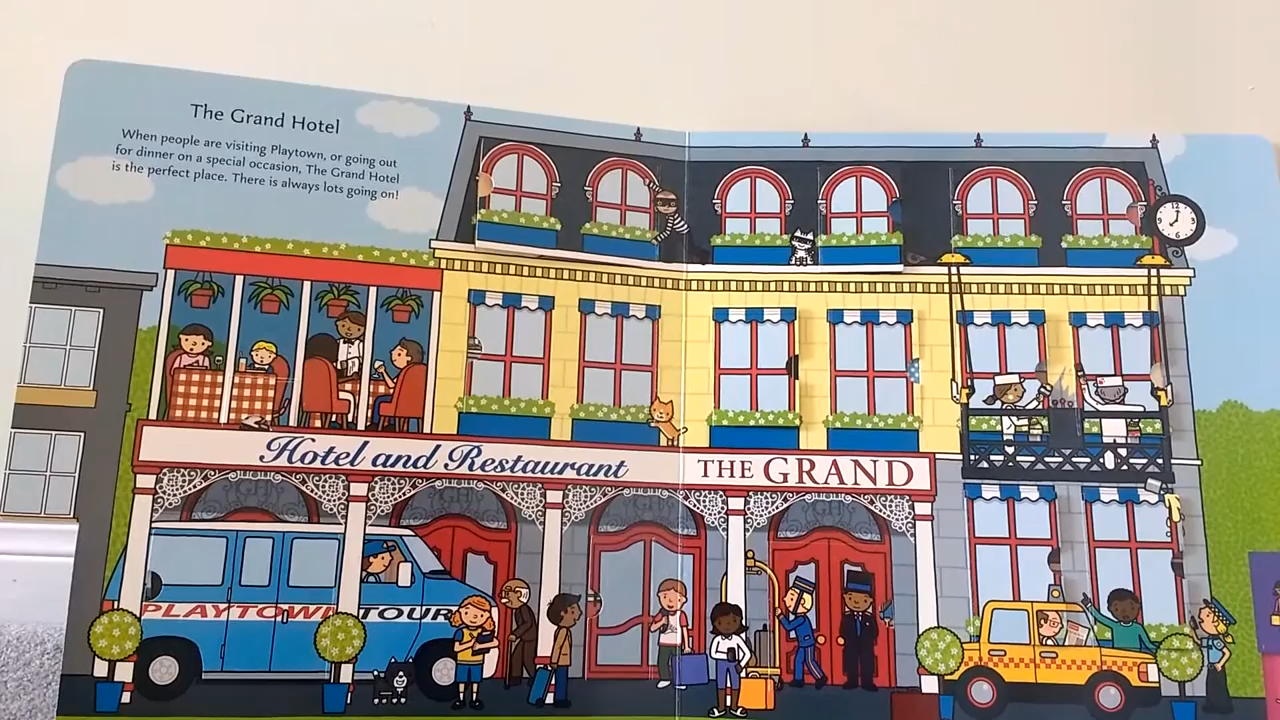 The Grand Hotel
When people are visiting Playtown, or going out
for dinner on a special occasion, The Grand Hotel
is the perfect place. There is always lots going on!
Hotel and Restaurant THE GRAND
PLAYTOWN TOUR